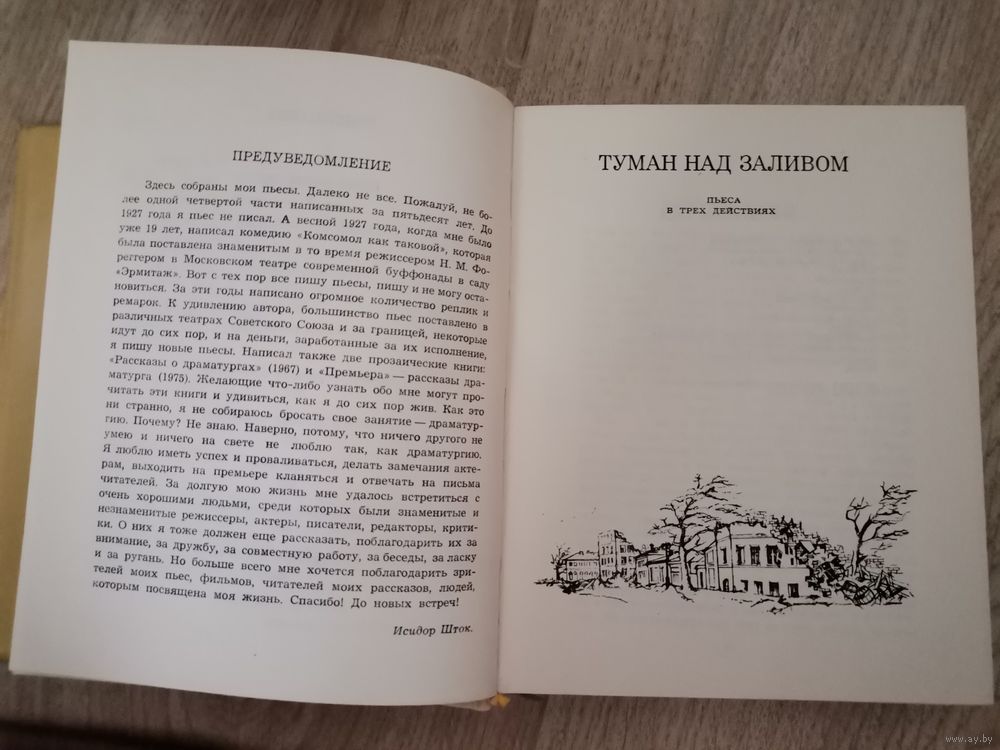 ПРЕДУВЕДОМЛЕНИЕ
Здесь собраны мои пьесы. Далеко не все. Пожалуй, не бо-
лее одной четвертой части написанных за пятьдесят лет. До
1927 года я пьес не писал. А весной 1927 года, когда мне было
уже 19 лет, написал комедию «Комсомол как таковой», которая
была поставлена знаменитым в то время режиссером Н. М. Фо-
реггером в Московском театре современной буффонады в саду
«Эрмитаж». Вот с тех пор все пишу пьесы, пишу и не могу оста-
новиться. За эти годы написано огромное количество реплик и
ремарок. К удивлению автора, большинство пьес поставлено в
различных театрах Советского Союза и за границей, некоторые
идут до сих пор, и на деньги, заработанные за их исполнение,
я пишу новые пьесы. Написал также две прозаические книги:
«Рассказы о драматургах» (1967) и «Премьера» — рассказы дра-
матурга (1975). Желающие что-либо узнать обо мне могут про-
читать эти книги и удивиться, как я до сих пор жив. Как это
ни странно, я не собираюсь бросать свое занятие — драматур-
гию. Почему? Не знаю. Наверно, потому, что ничего другого не
умею и ничего на свете не люблю так, как драматургию.
Я люблю иметь успех и проваливаться, делать замечания акте-
рам, выходить на премьере кланяться и отвечать на письма
читателей. За долгую мою жизнь мне удалось встретиться с
очень хорошими людьми, среди которых были знаменитые и
незнаменитые режиссеры, актеры, писатели, редакторы, крити-
ки. О них я тоже должен еще рассказать, поблагодарить их за
внимание, за дружбу, за совместную работу, за беседы, за ласку
и за ругань. Но больше всего мне хочется поблагодарить зри-
телей моих пьес, фильмов, читателей моих рассказов, людей,
которым посвящена моя жизнь. Спасибо! До новых встреч!
Исидор Шток.
ТУМАН НАД ЗАЛИВОМ
ПЬЕСА
В ТРЕХ ДЕЙСТВИЯХ
www.ay.by